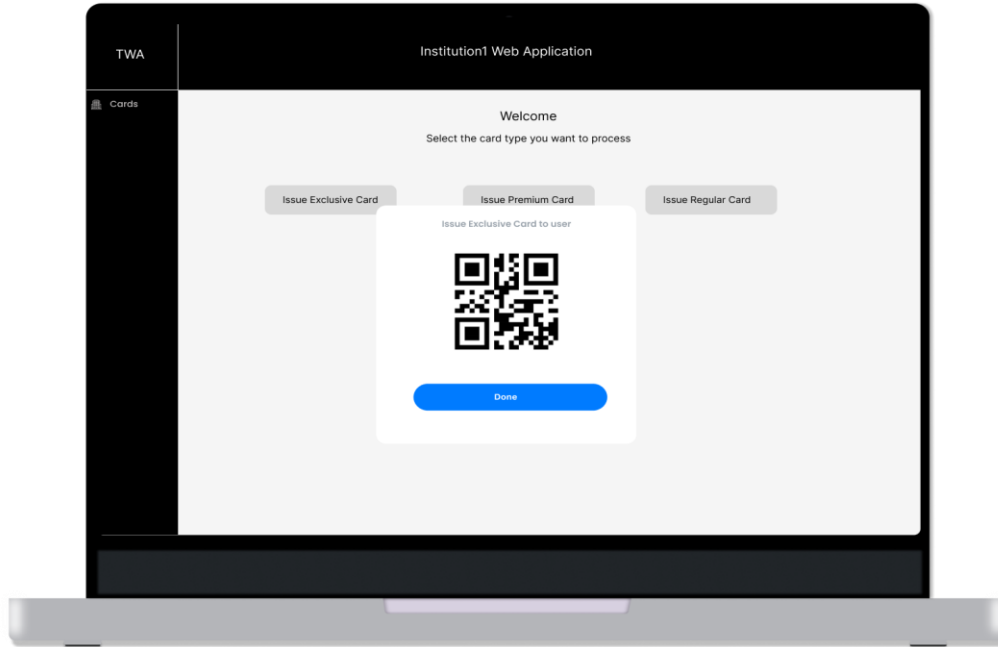 TWA
Institution1 Web Application
Cards
Welcome
Select the card type you want to process
Issue Exclusive Card
Issue Premium Card
Issue Regular Card
Issue Exclusive Card to user
Done